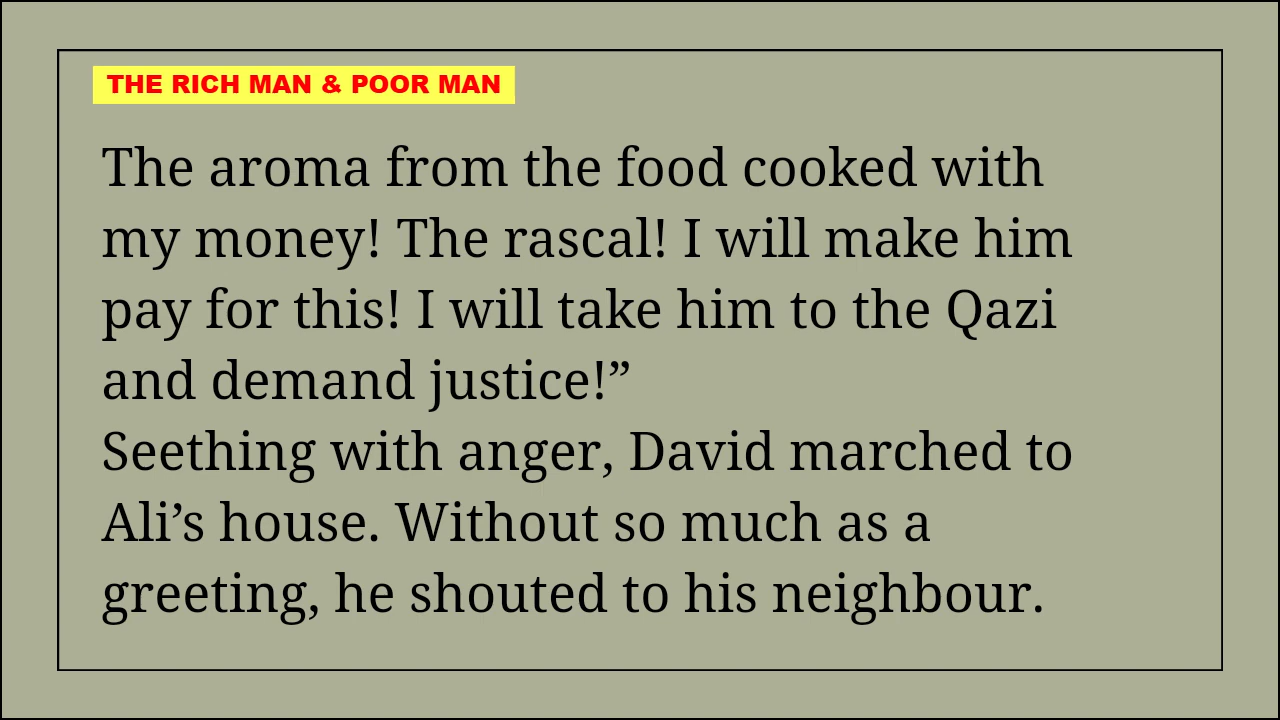 THE RICH MAN & POOR MAN
The aroma from the food cooked with
my money! The rascal! I will make him
pay for this! I will take him to the Qazi
and demand justice!”
Seething with anger, David marched to
Ali’s house. Without so much as a
greeting, he shouted to his neighbour.